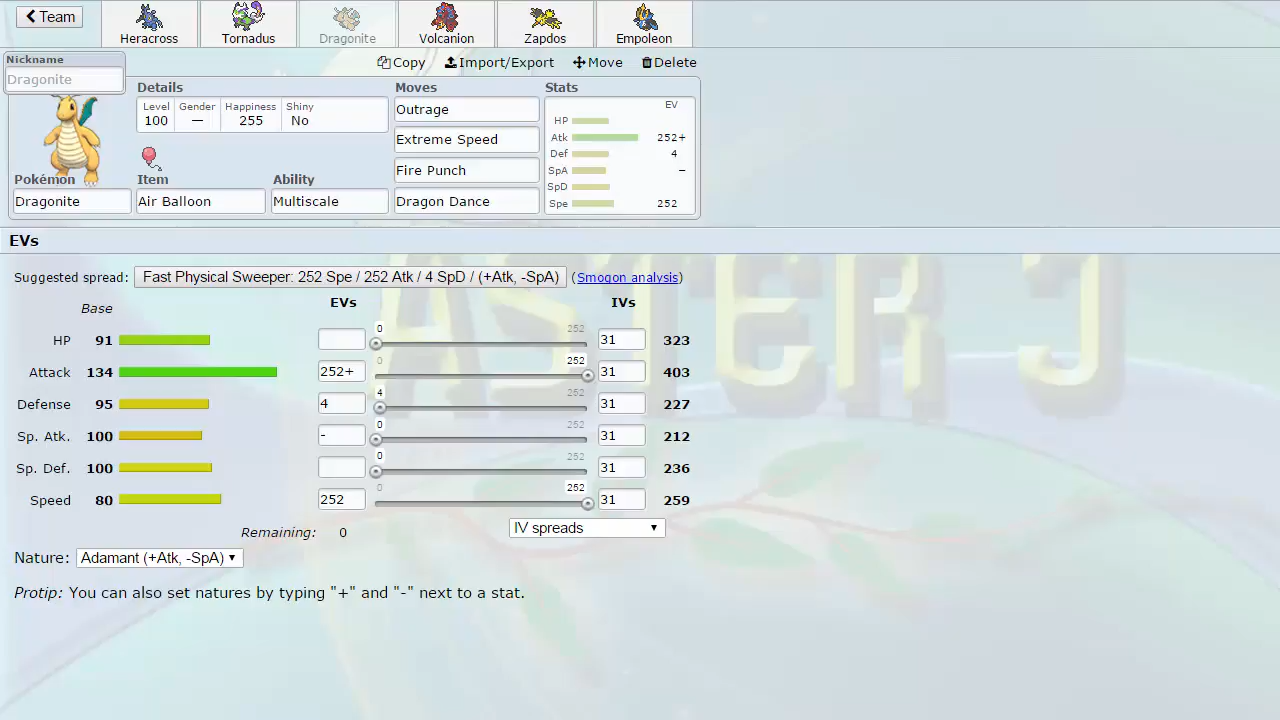 Team
Heracross
Tornadus
Dragonite
Volcanion
Zapdos
Empoleon
Copy
Import/Export
Move
Delete
Nickname
Dragonite
Details
Level
100
Gender
—
Happiness
255
Shiny
No
Moves
Outrage
Extreme Speed
Fire Punch
Dragon Dance
Stats
EV
HP
Atk 252+
Def 4
SpA –
SpD
Spe 252
Pokémon
Dragonite
Item
Air Balloon
Ability
Multiscale
EVs
Suggested spread: Fast Physical Sweeper: 252 Spe / 252 Atk / 4 SpD / (+Atk, -SpA) (Smogon analysis)
Base EVs IVs
HP 91 0 252 31 323
Attack 134 252+ 0 252 31 403
Defense 95 4 4 252 31 227
Sp. Atk. 100 - 0 252 31 212
Sp. Def. 100 0 252 31 236
Speed 80 252 0 252 31 259
Remaining: 0
IV spreads
Nature: Adamant (+Atk, -SpA)
Protip: You can also set natures by typing "+" and "-" next to a stat.
ASTER J